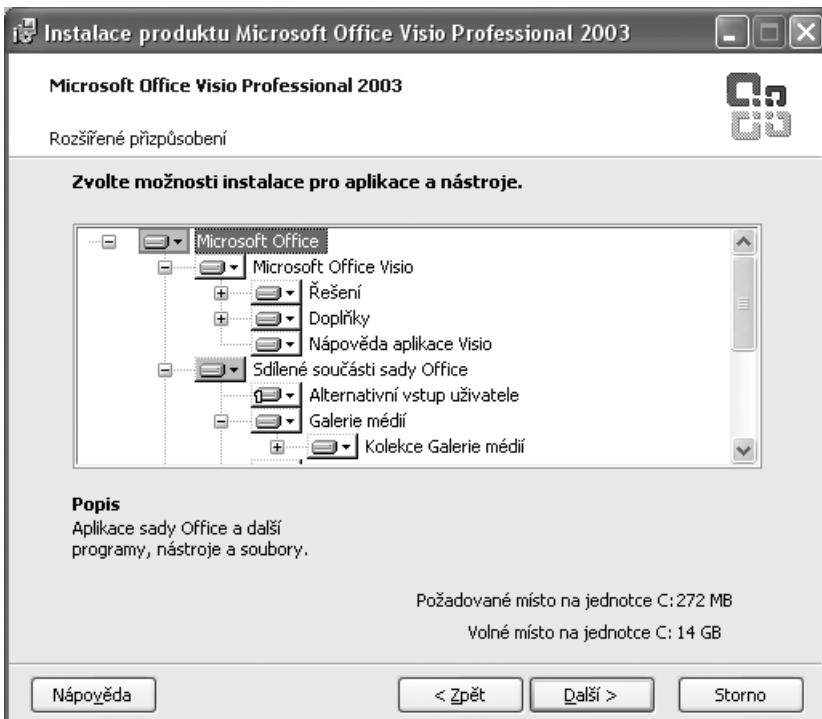 Instalace produktu Microsoft Office Visio Professional 2003
Microsoft Office Visio Professional 2003
Rozšířené přizpůsobení
Zvolte možnosti instalace pro aplikace a nástroje.
Microsoft Office
Microsoft Office Visio
Řešení
Doplňky
Nápověda aplikace Visio
Sdílené součásti sady Office
Alternativní vstup uživatele
Galerie médií
Kolekce Galerie médií
Popis
Aplikace sady Office a další
programy, nástroje a soubory.
Požadované místo na jednotce C: 272 MB
Volné místo na jednotce C: 14 GB
Nápověda < Zpět Další > Storno